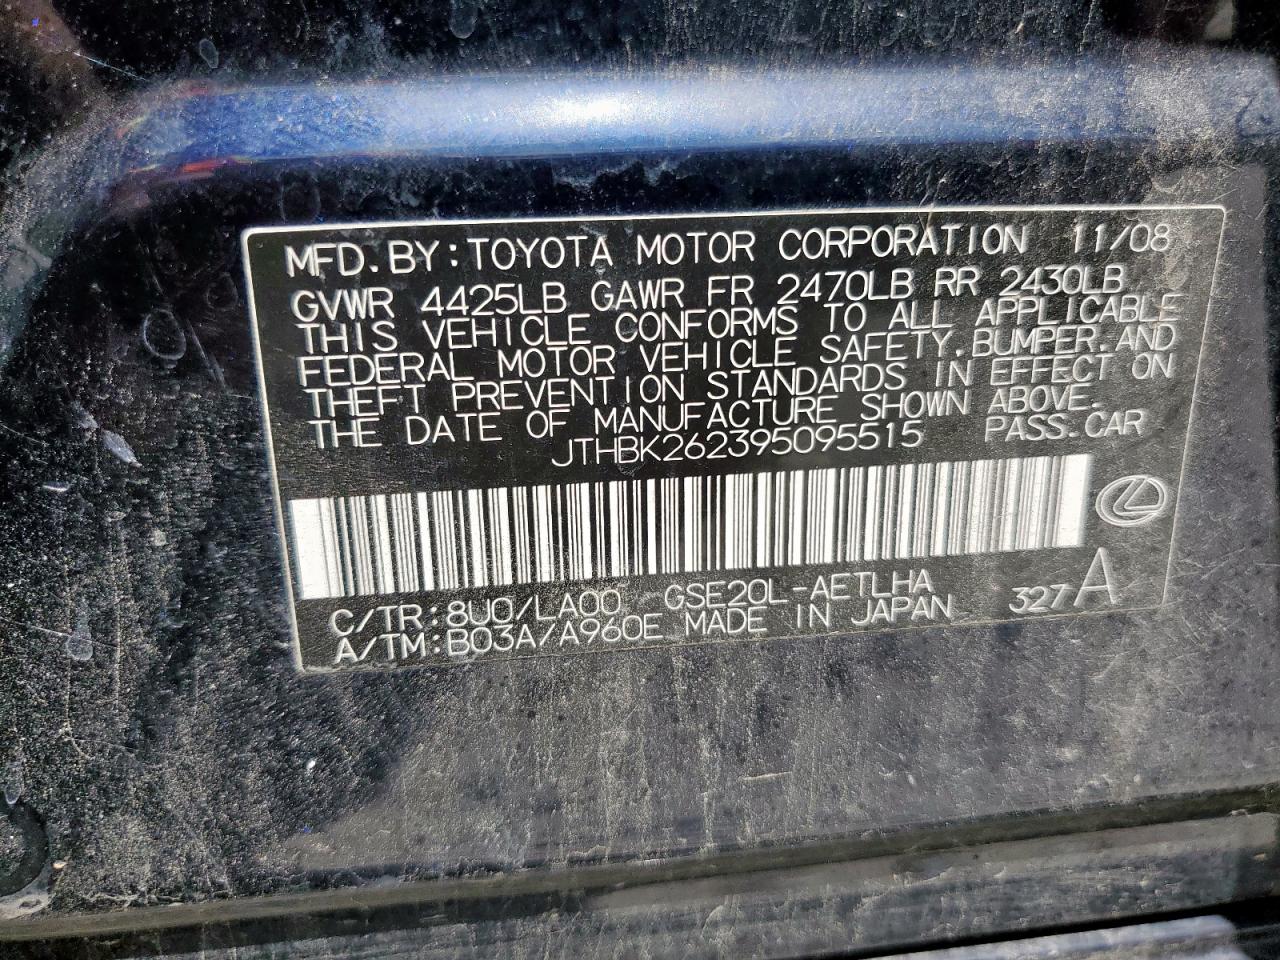 MFD. BY: TOYOTA MOTOR CORPORATION 11/08
GVWR 4425LB GAWR FR 2470LB RR 2430LB
THIS VEHICLE CONFORMS TO ALL APPLICABLE
FEDERAL MOTOR VEHICLE SAFETY, BUMPER, AND
THEFT PREVENTION STANDARDS IN EFFECT ON
THE DATE OF MANUFACTURE SHOWN ABOVE.
JTHBK262395095515 PASS. CAR
C/TR: 8U0/LA00 GSE20L-AETLHA
A/TM: B03A/A960E MADE IN JAPAN 327 A